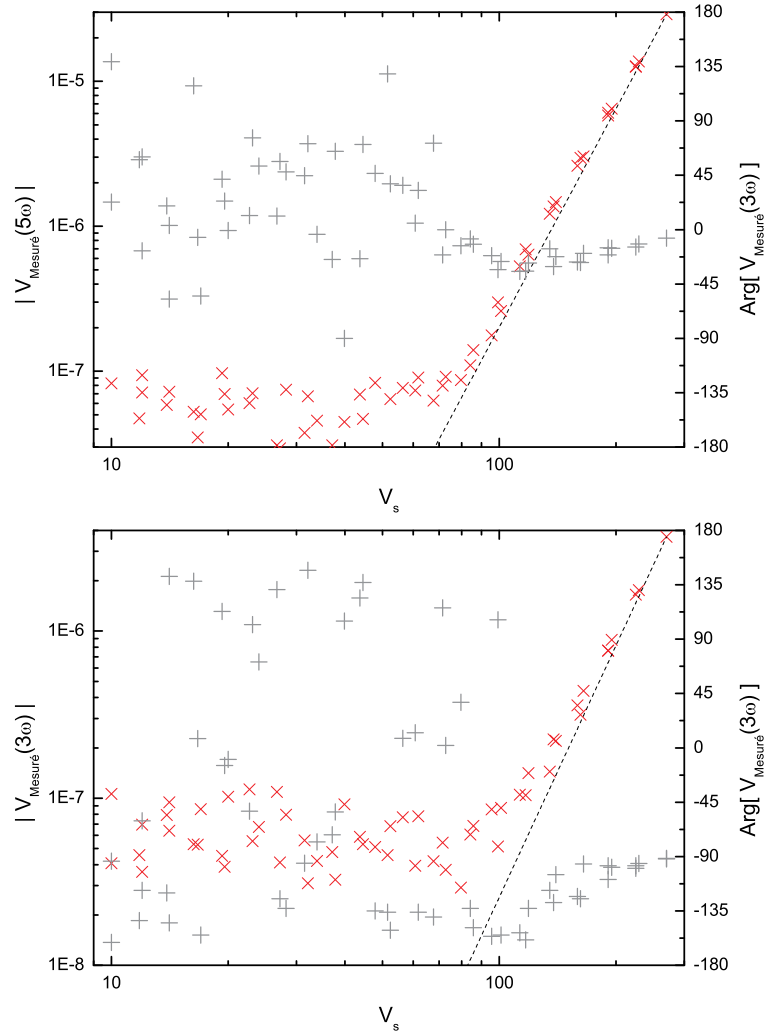 180
135
90
45
0
-45
-90
-135
-180
1E-5
1E-6
1E-7
10
100
| V_Mesuré(5ω) |
Arg[ V_Mesuré(3ω) ]
V_s
180
135
90
45
0
-45
-90
-135
-180
1E-6
1E-7
1E-8
10
100
| V_Mesuré(3ω) |
Arg[ V_Mesuré(3ω) ]
V_s